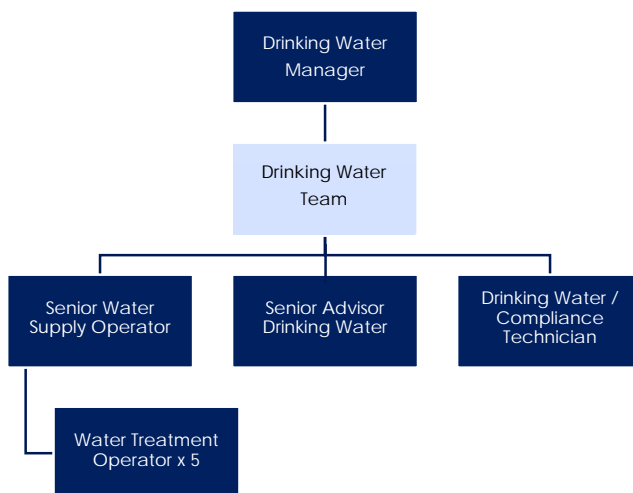 Drinking Water
Manager
Drinking Water
Team
Senior Water
Supply Operator
Senior Advisor
Drinking Water
Drinking Water /
Compliance
Technician
Water Treatment
Operator x 5